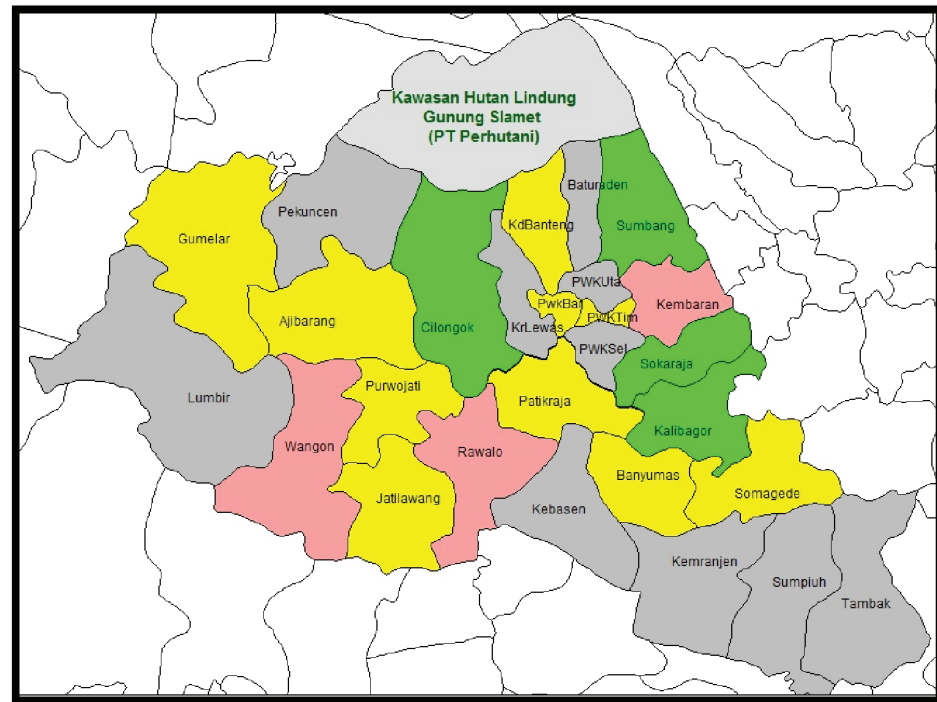 Kawasan Hutan Lindung
Gunung Slamet
(PT Perhutani)
Baturaden
Pekuncen
KdBanteng
Sumbang
Gumelar
PWKUta
PwkBar
Kembaran
Ajibarang
Cilongok
KrLewas
PWKTim
PWKSel
Sokaraja
Lumbir
Purwojati
Patikraja
Kalibagor
Wangon
Rawalo
Banyumas
Jatilawang
Somagede
Kebasen
Kemranjen
Sumpiuh
Tambak